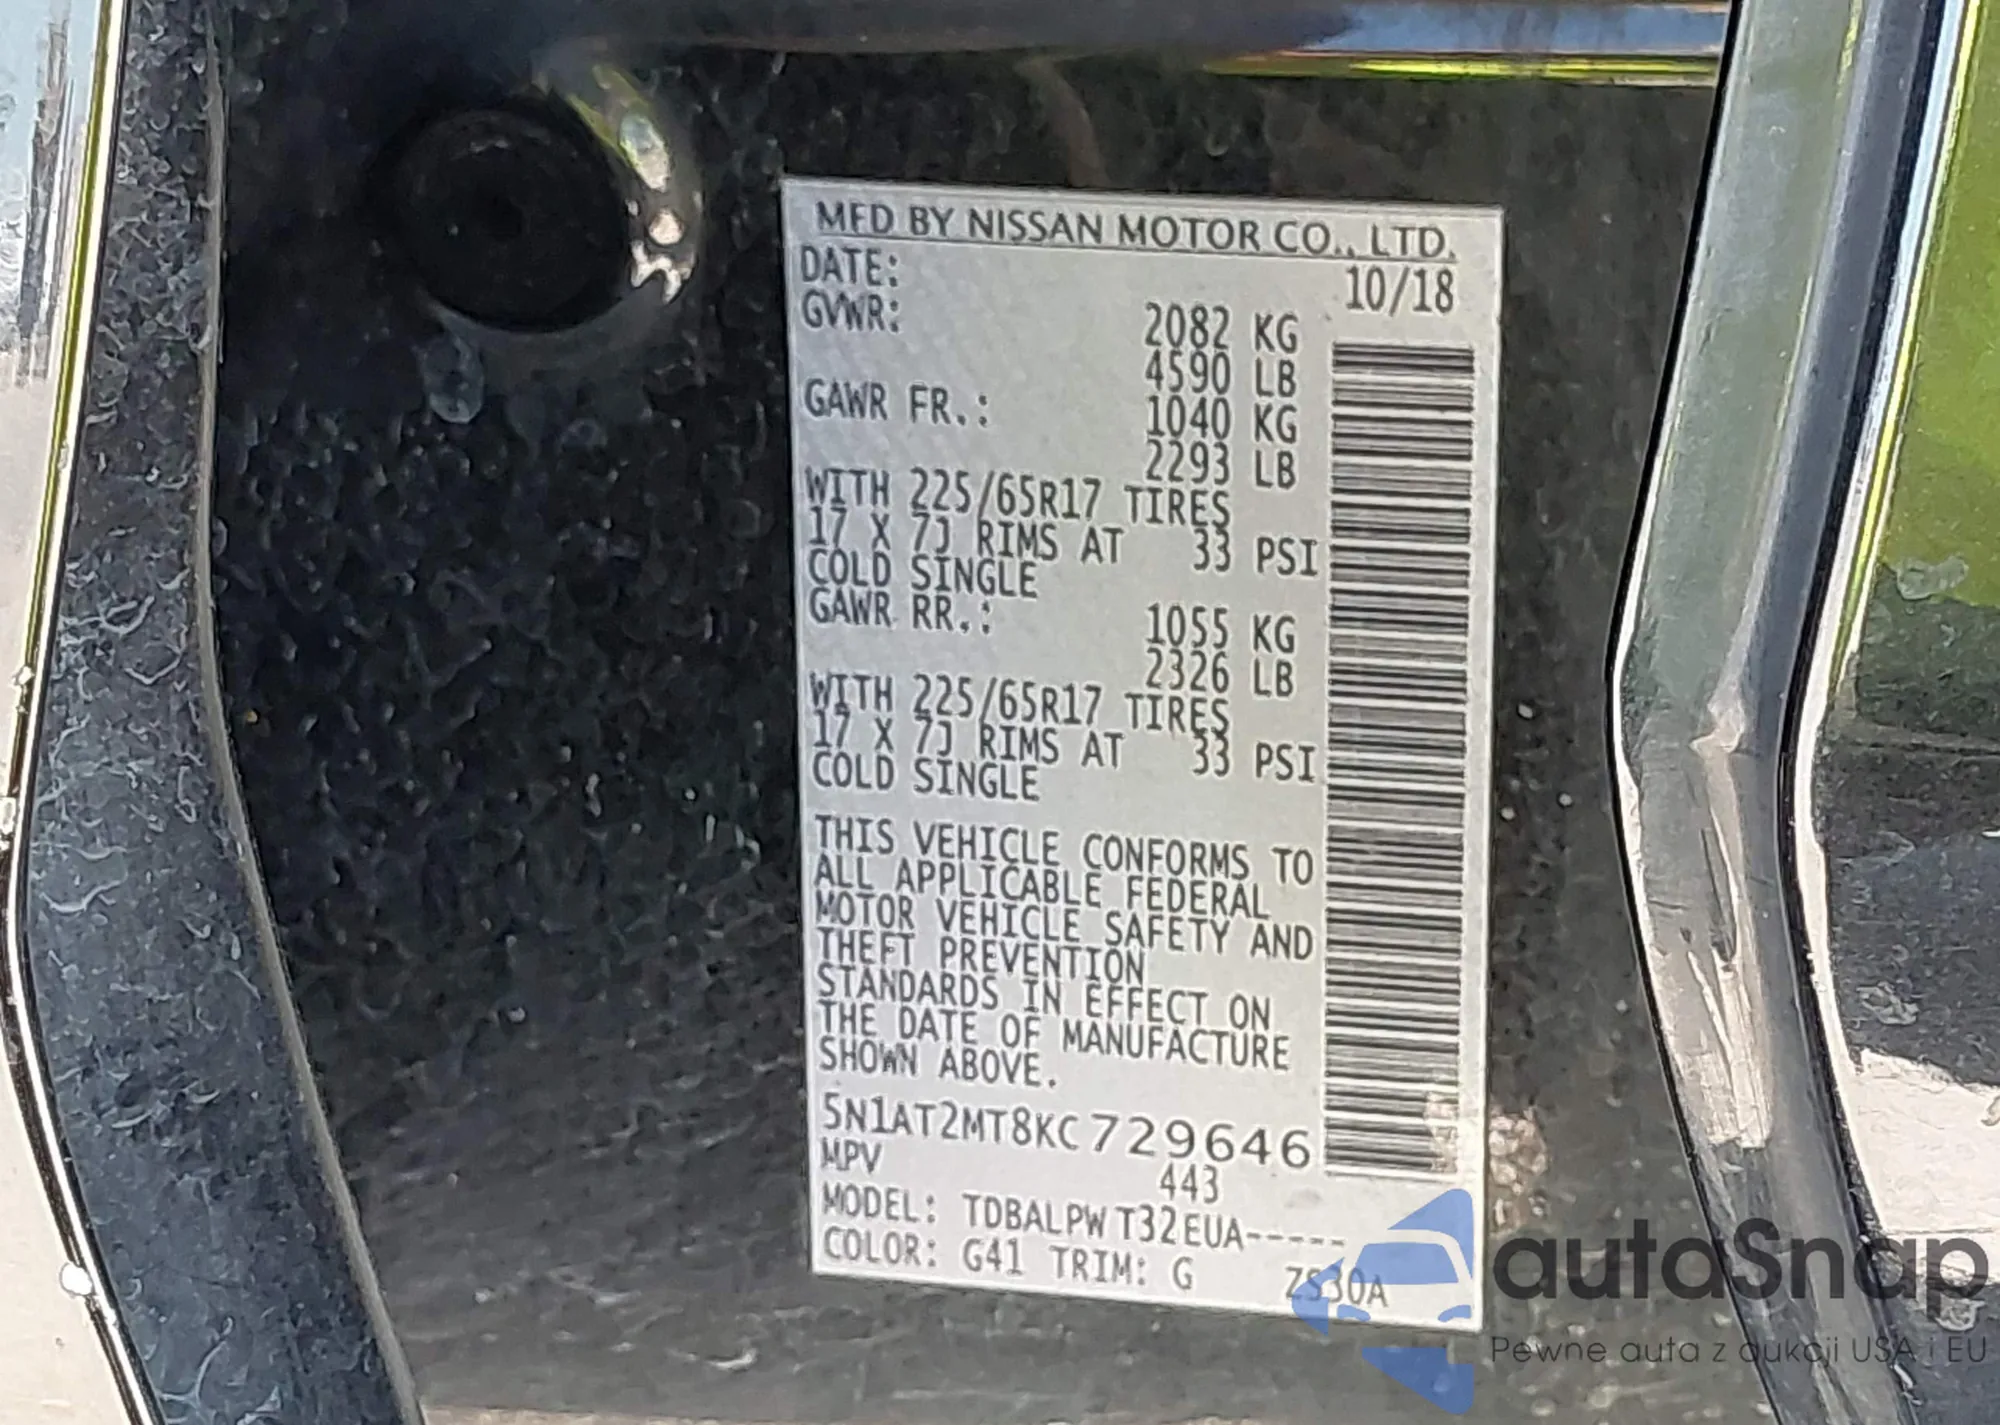 MFD BY NISSAN MOTOR CO., LTD.
DATE: 10/18
GVWR: 2082 KG
4590 LB
GAWR FR.: 1040 KG
2293 LB
WITH 225/65R17 TIRES
17 X 7J RIMS AT 33 PSI
COLD SINGLE
GAWR RR.: 1055 KG
2326 LB
WITH 225/65R17 TIRES
17 X 7J RIMS AT 33 PSI
COLD SINGLE
THIS VEHICLE CONFORMS TO
ALL APPLICABLE FEDERAL
MOTOR VEHICLE SAFETY AND
THEFT PREVENTION
STANDARDS IN EFFECT ON
THE DATE OF MANUFACTURE
SHOWN ABOVE.
5N1AT2MT8KC729646
MPV 443
MODEL: TDBALPW T32EUA-----
COLOR: G41 TRIM: G ZS30A
autoSnap
Pewne auta z aukcji USA i EU